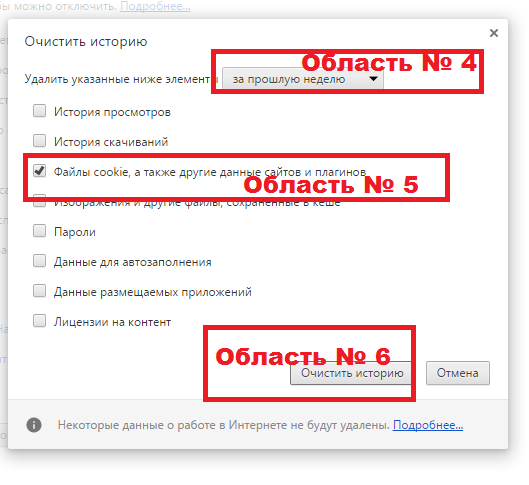 бы можно отключить. Подробнее...
Очистить историю
Область № 4
Удалить указанные ниже элементы за прошлую неделю
История просмотров
История скачиваний
Файлы cookie, а также другие данные сайтов и плагинов
Область № 5
Изображения и другие файлы, сохраненные в кеше
Пароли
Данные для автозаполнения
Данные размещаемых приложений
Лицензии на контент
Область № 6
Очистить историю Отмена
Некоторые данные о работе в Интернете не будут удалены. Подробнее...